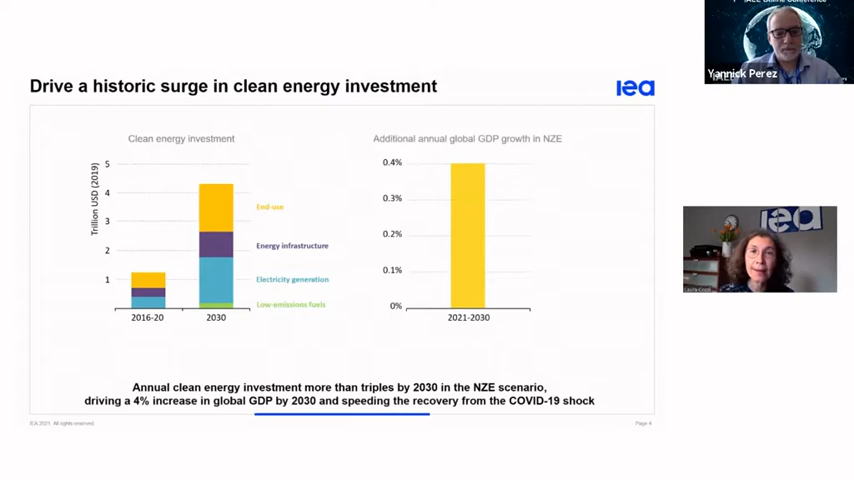 IAEE Online Conference
Yannick Perez
Drive a historic surge in clean energy investment
iea
Clean energy investment
Trillion USD (2019)
5
4
3
2
1
2016-20
2030
End-use
Energy infrastructure
Electricity generation
Low-emissions fuels
Additional annual global GDP growth in NZE
0.4%
0.3%
0.2%
0.1%
0%
2021-2030
iea
Annual clean energy investment more than triples by 2030 in the NZE scenario,
driving a 4% increase in global GDP by 2030 and speeding the recovery from the COVID-19 shock
IEA 2021. All rights reserved.
Page 4